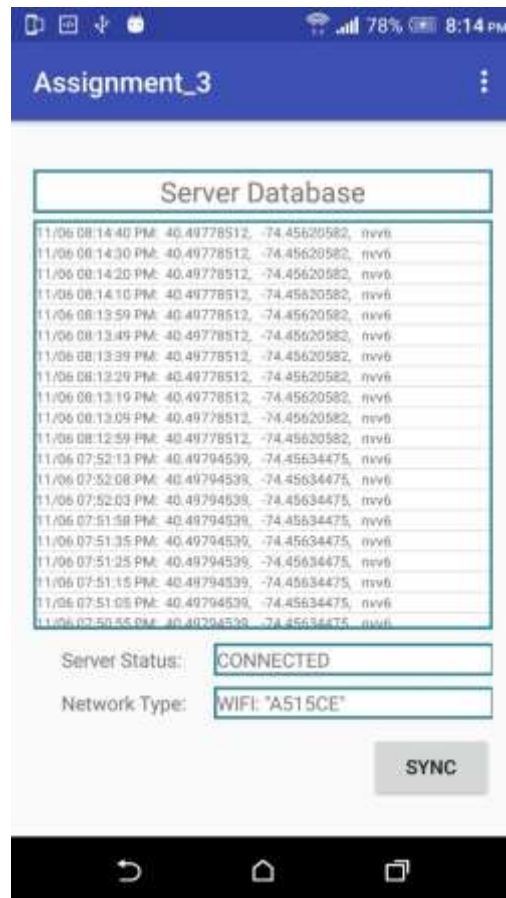 78% 8:14 PM
Assignment_3
Server Database
11/06 08:14:40 PM: 40.49778512, -74.45620582, nvv6
11/06 08:14:30 PM: 40.49778512, -74.45620582, nvv6
11/06 08:14:20 PM: 40.49778512, -74.45620582, nvv6
11/06 08:14:10 PM: 40.49778512, -74.45620582, nvv6
11/06 08:13:59 PM: 40.49778512, -74.45620582, nvv6
11/06 08:13:49 PM: 40.49778512, -74.45620582, nvv6
11/06 08:13:39 PM: 40.49778512, -74.45620582, nvv6
11/06 08:13:29 PM: 40.49778512, -74.45620582, nvv6
11/06 08:13:19 PM: 40.49778512, -74.45620582, nvv6
11/06 08:13:09 PM: 40.49778512, -74.45620582, nvv6
11/06 08:12:59 PM: 40.49778512, -74.45620582, nvv6
11/06 07:52:13 PM: 40.49794539, -74.45634475, nvv6
11/06 07:52:08 PM: 40.49794539, -74.45634475, nvv6
11/06 07:52:03 PM: 40.49794539, -74.45634475, nvv6
11/06 07:51:58 PM: 40.49794539, -74.45634475, nvv6
11/06 07:51:35 PM: 40.49794539, -74.45634475, nvv6
11/06 07:51:25 PM: 40.49794539, -74.45634475, nvv6
11/06 07:51:15 PM: 40.49794539, -74.45634475, nvv6
11/06 07:51:05 PM: 40.49794539, -74.45634475, nvv6
11/06 07:50:55 PM: 40.49794539, -74.45634475, nvv6
Server Status: CONNECTED
Network Type: WIFI: "A515CE"
SYNC